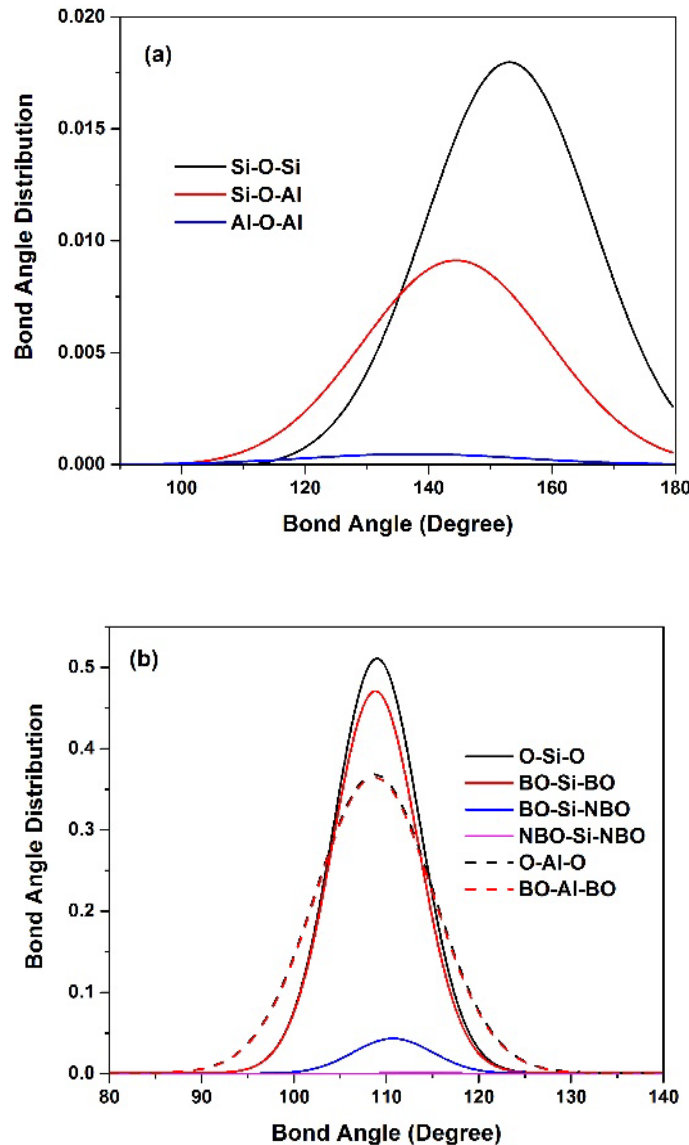 0.020
(a)
0.015
Si-O-Si
Si-O-Al
Al-O-Al
0.010
0.005
0.000
100 120 140 160 180
Bond Angle Distribution
Bond Angle (Degree)
(b)
0.5
0.4
0.3
0.2
0.1
0.0
O-Si-O
BO-Si-BO
BO-Si-NBO
NBO-Si-NBO
O-Al-O
BO-Al-BO
80 90 100 110 120 130 140
Bond Angle Distribution
Bond Angle (Degree)